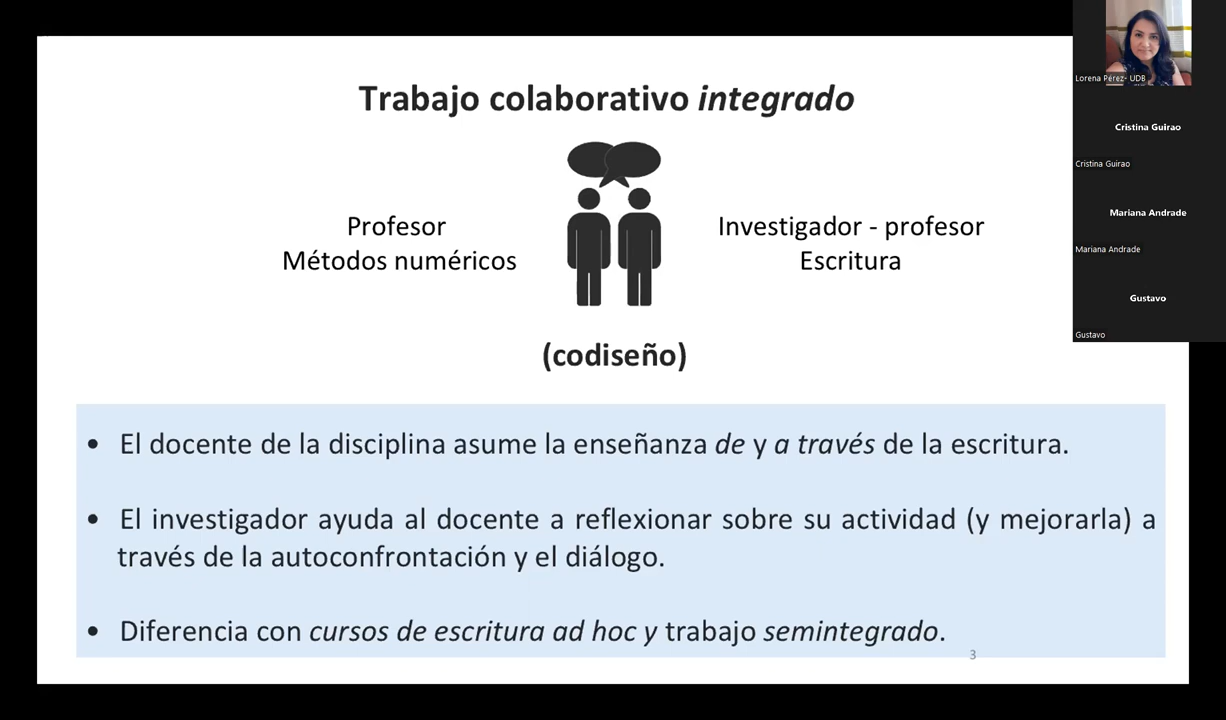 Trabajo colaborativo integrado
Profesor
Métodos numéricos
Investigador - profesor
Escritura
(codiseño)
• El docente de la disciplina asume la enseñanza de y a través de la escritura.
• El investigador ayuda al docente a reflexionar sobre su actividad (y mejorarla) a
través de la autoconfrontación y el diálogo.
• Diferencia con cursos de escritura ad hoc y trabajo semintegrado.
3
Lorena Pérez- UDB
Cristina Guirao
Cristina Guirao
Mariana Andrade
Mariana Andrade
Gustavo
Gustavo